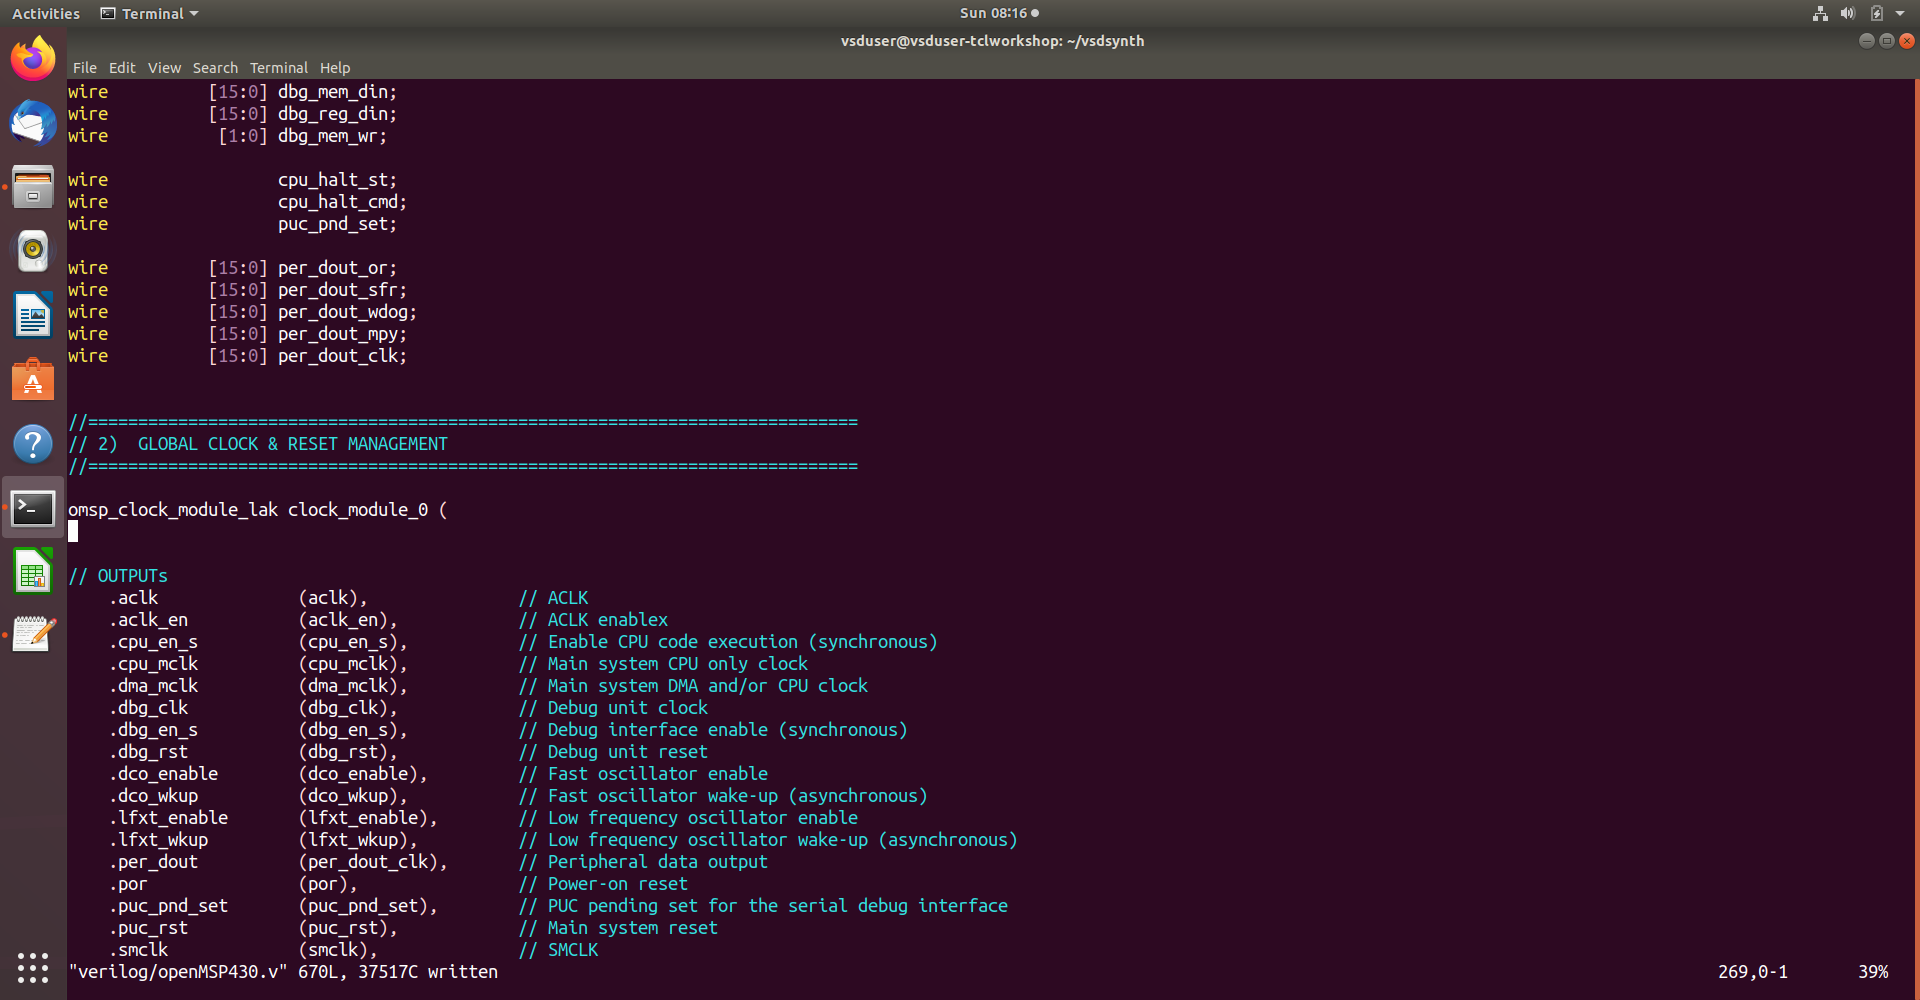 Activities Terminal Sun 08:16
vsduser@vsduser-tclworkshop: ~/vsdsynth
File Edit View Search Terminal Help
wire          [15:0] dbg_mem_din;
wire          [15:0] dbg_reg_din;
wire           [1:0] dbg_mem_wr;
wire                 cpu_halt_st;
wire                 cpu_halt_cmd;
wire                 puc_pnd_set;
wire          [15:0] per_dout_or;
wire          [15:0] per_dout_sfr;
wire          [15:0] per_dout_wdog;
wire          [15:0] per_dout_mpy;
wire          [15:0] per_dout_clk;
//=============================================================================
// 2)  GLOBAL CLOCK & RESET MANAGEMENT
//=============================================================================
omsp_clock_module_lak clock_module_0 (
// OUTPUTs
    .aclk              (aclk),               // ACLK
    .aclk_en           (aclk_en),            // ACLK enablex
    .cpu_en_s          (cpu_en_s),           // Enable CPU code execution (synchronous)
    .cpu_mclk          (cpu_mclk),           // Main system CPU only clock
    .dma_mclk          (dma_mclk),           // Main system DMA and/or CPU clock
    .dbg_clk           (dbg_clk),            // Debug unit clock
    .dbg_en_s          (dbg_en_s),           // Debug interface enable (synchronous)
    .dbg_rst           (dbg_rst),            // Debug unit reset
    .dco_enable        (dco_enable),         // Fast oscillator enable
    .dco_wkup          (dco_wkup),           // Fast oscillator wake-up (asynchronous)
    .lfxt_enable       (lfxt_enable),        // Low frequency oscillator enable
    .lfxt_wkup         (lfxt_wkup),          // Low frequency oscillator wake-up (asynchronous)
    .per_dout          (per_dout_clk),       // Peripheral data output
    .por               (por),                // Power-on reset
    .puc_pnd_set       (puc_pnd_set),        // PUC pending set for the serial debug interface
    .puc_rst           (puc_rst),            // Main system reset
    .smclk             (smclk),              // SMCLK
"verilog/openMSP430.v" 670L, 37517C written 269,0-1 39%